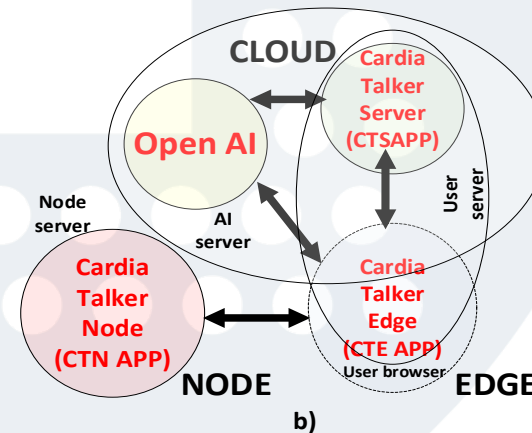 CLOUD
Cardia
Talker
Server
(CTSAPP)
Open AI
AI
server
User
server
Node
server
Cardia
Talker
Node
(CTN APP)
Cardia
Talker
Edge
(CTE APP)
User browser
NODE
EDGE
b)